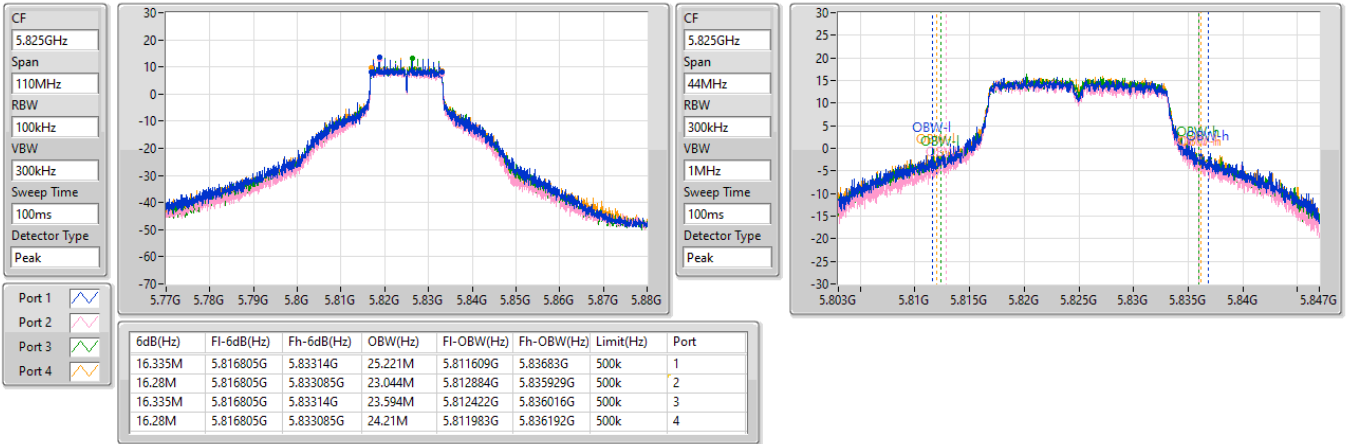 CF
5.825GHz
Span
110MHz
RBW
100kHz
VBW
300kHz
Sweep Time
100ms
Detector Type
Peak
30
20
10
0
-10
-20
-30
-40
-50
-60
-70
5.77G 5.78G 5.79G 5.8G 5.81G 5.82G 5.83G 5.84G 5.85G 5.86G 5.87G 5.88G
CF
5.825GHz
Span
44MHz
RBW
300kHz
VBW
1MHz
Sweep Time
100ms
Detector Type
Peak
30
25
20
15
10
5
0
-5
-10
-15
-20
-25
-30
OBW-l
OBW-l
OBW-h
5.803G 5.81G 5.815G 5.82G 5.825G 5.83G 5.835G 5.84G 5.847G
Port 1
Port 2
Port 3
Port 4
6dB(Hz) Fl-6dB(Hz) Fh-6dB(Hz) OBW(Hz) Fl-OBW(Hz) Fh-OBW(Hz) Limit(Hz) Port
16.335M 5.816805G 5.83314G 25.221M 5.811609G 5.83683G 500k 1
16.28M 5.816805G 5.833085G 23.044M 5.812884G 5.835929G 500k 2
16.335M 5.816805G 5.83314G 23.594M 5.812422G 5.836016G 500k 3
16.28M 5.816805G 5.833085G 24.21M 5.811983G 5.836192G 500k 4